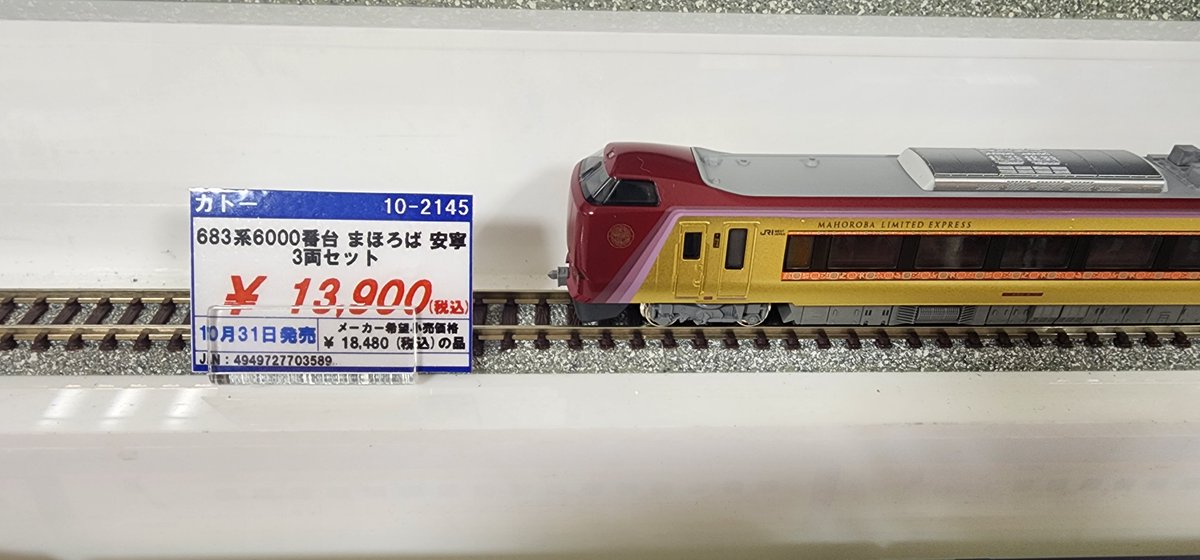 カトー 10-2145
683系6000番台 まほろば 安寧
3両セット
¥ 13,900(税込)
10月31日発売
メーカー希望小売価格
¥ 18,480 (税込) の品
JAN : 4949727703589
MAHOROBA LIMITED EXPRESS
JR